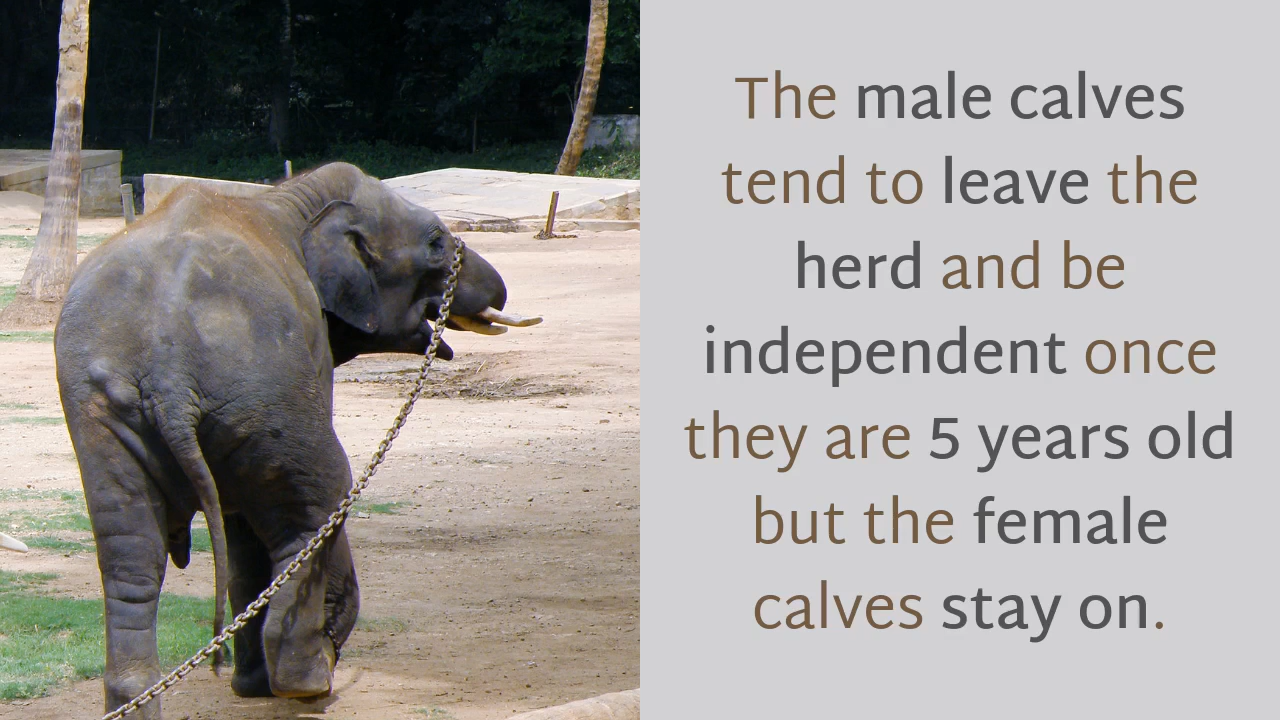 The male calves
tend to leave the
herd and be
independent once
they are 5 years old
but the female
calves stay on.